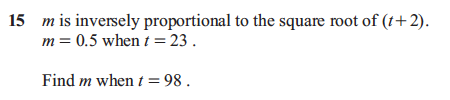 15 m is inversely proportional to the square root of (t + 2).
m = 0.5 when t = 23 .
Find m when t = 98 .